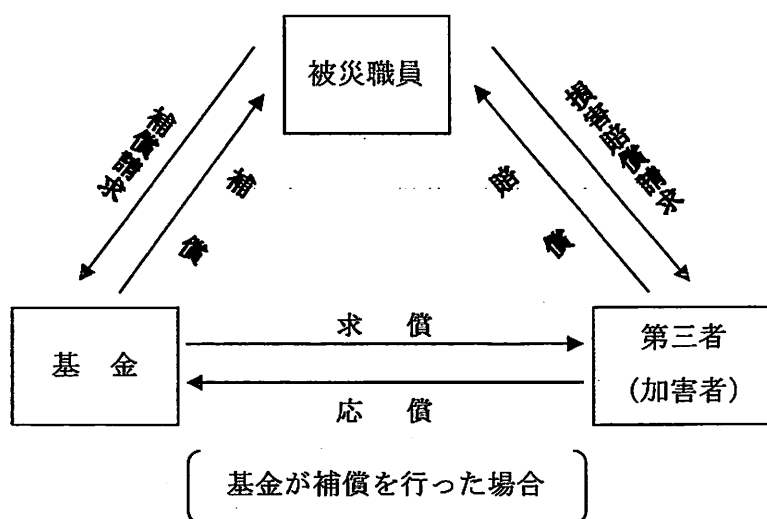 被災職員
補償請求
補償
賠償
損害賠償請求
基金
求償
応償
第三者
(加害者)
基金が補償を行った場合